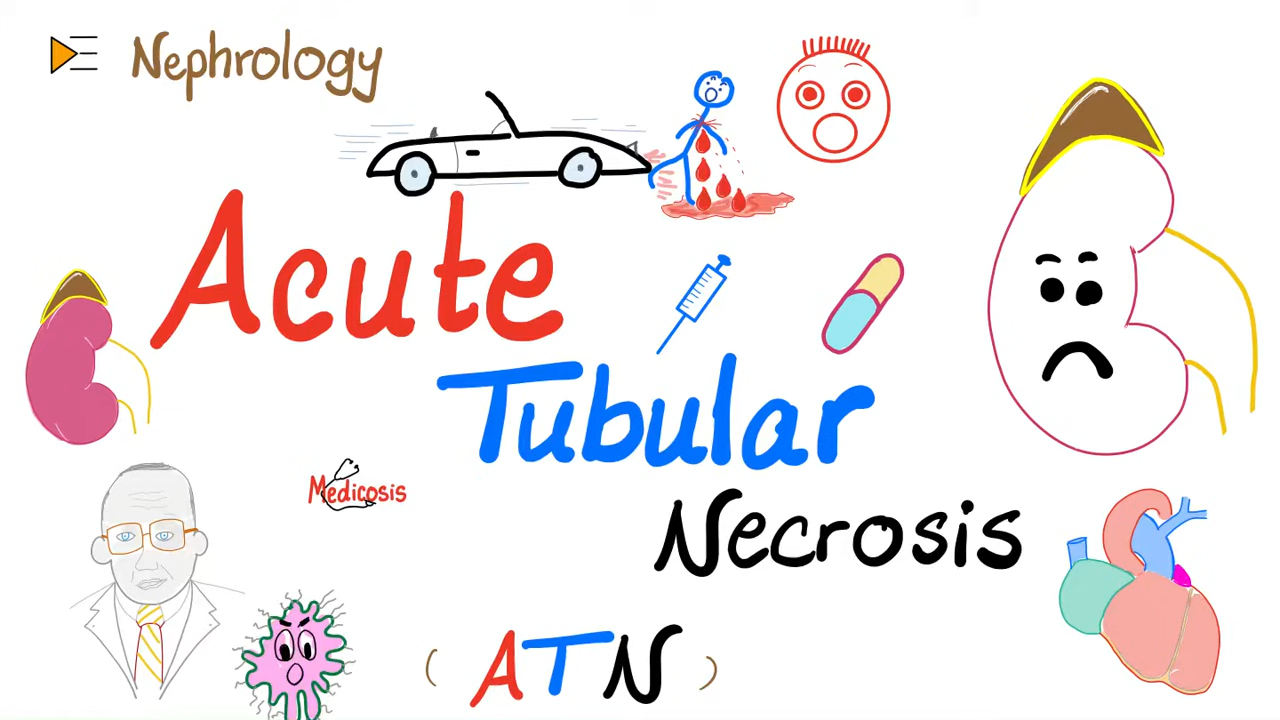 Nephrology
Acute
Tubular
Medicosis
Necrosis
(ATN)